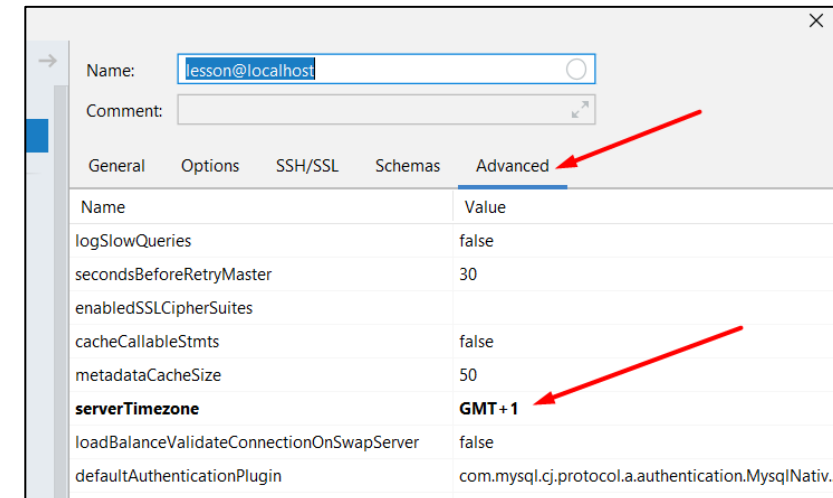 Name: lesson@localhost
Comment:
General Options SSH/SSL Schemas Advanced
Name Value
logSlowQueries false
secondsBeforeRetryMaster 30
enabledSSLCipherSuites
cacheCallableStmts false
metadataCacheSize 50
serverTimezone GMT+1
loadBalanceValidateConnectionOnSwapServer false
defaultAuthenticationPlugin com.mysql.cj.protocol.a.authentication.MysqlNativ..